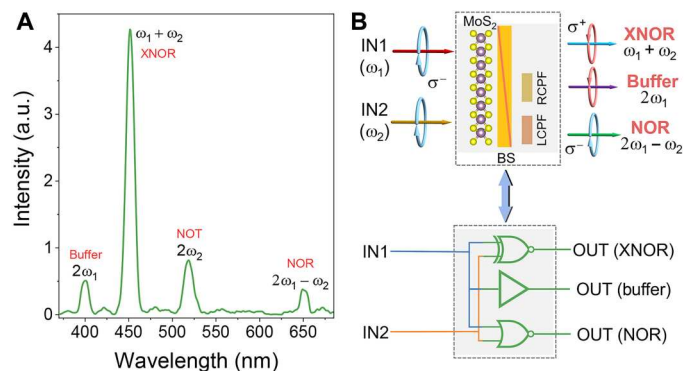 A
Intensity (a.u.)
4
3
2
1
0
ω₁ + ω₂
XNOR
Buffer
2ω₁
NOT
2ω₂
NOR
2ω₁ − ω₂
400 450 500 550 600 650
Wavelength (nm)
B
MoS₂
IN1
(ω₁)
σ⁻
IN2
(ω₂)
RCPF
LCPF
BS
σ⁺
XNOR
ω₁ + ω₂
Buffer
2ω₁
NOR
σ⁻
2ω₁ − ω₂
IN1
OUT (XNOR)
OUT (buffer)
IN2
OUT (NOR)